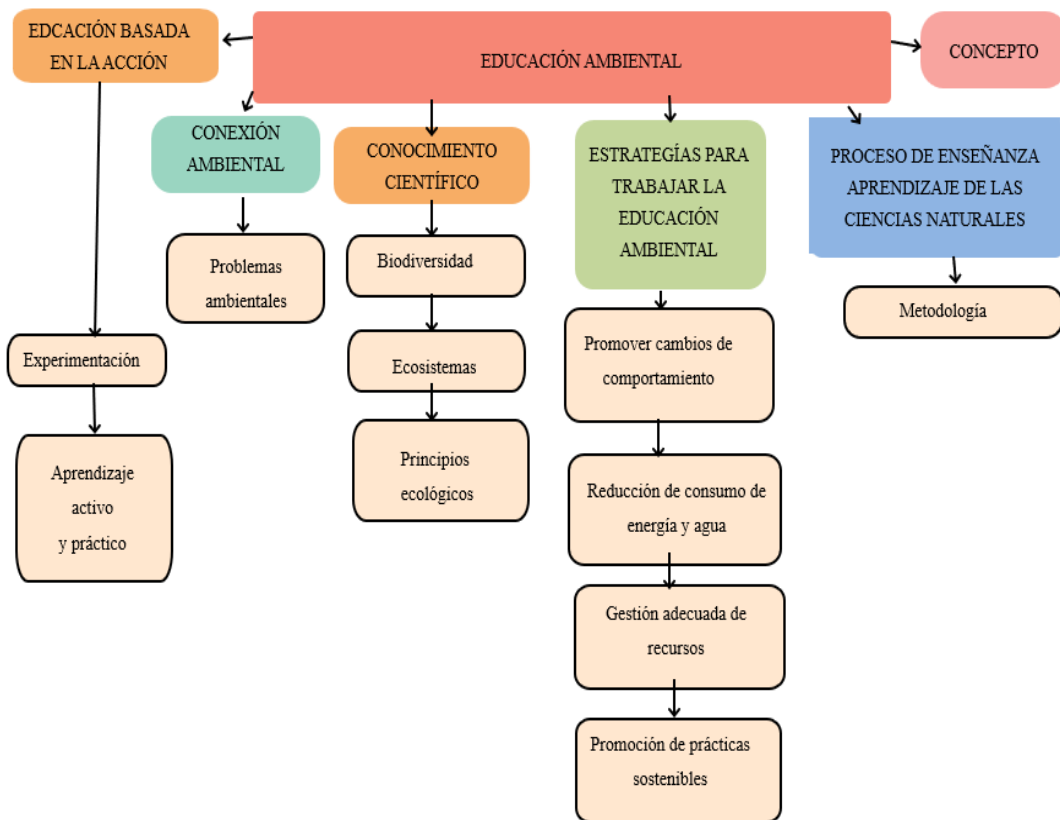 EDCACIÓN BASADA
EN LA ACCIÓN
EDUCACIÓN AMBIENTAL
CONCEPTO
CONEXIÓN
AMBIENTAL
CONOCIMIENTO
CIENTÍFICO
ESTRATEGÍAS PARA
TRABAJAR LA
EDUCACIÓN
AMBIENTAL
PROCESO DE ENSEÑANZA
APRENDIZAJE DE LAS
CIENCIAS NATURALES
Experimentación
Aprendizaje
activo
y práctico
Problemas
ambientales
Biodiversidad
Ecosistemas
Principios
ecológicos
Promover cambios de
comportamiento
Reducción de consumo de
energía y agua
Gestión adecuada de
recursos
Promoción de prácticas
sostenibles
Metodología